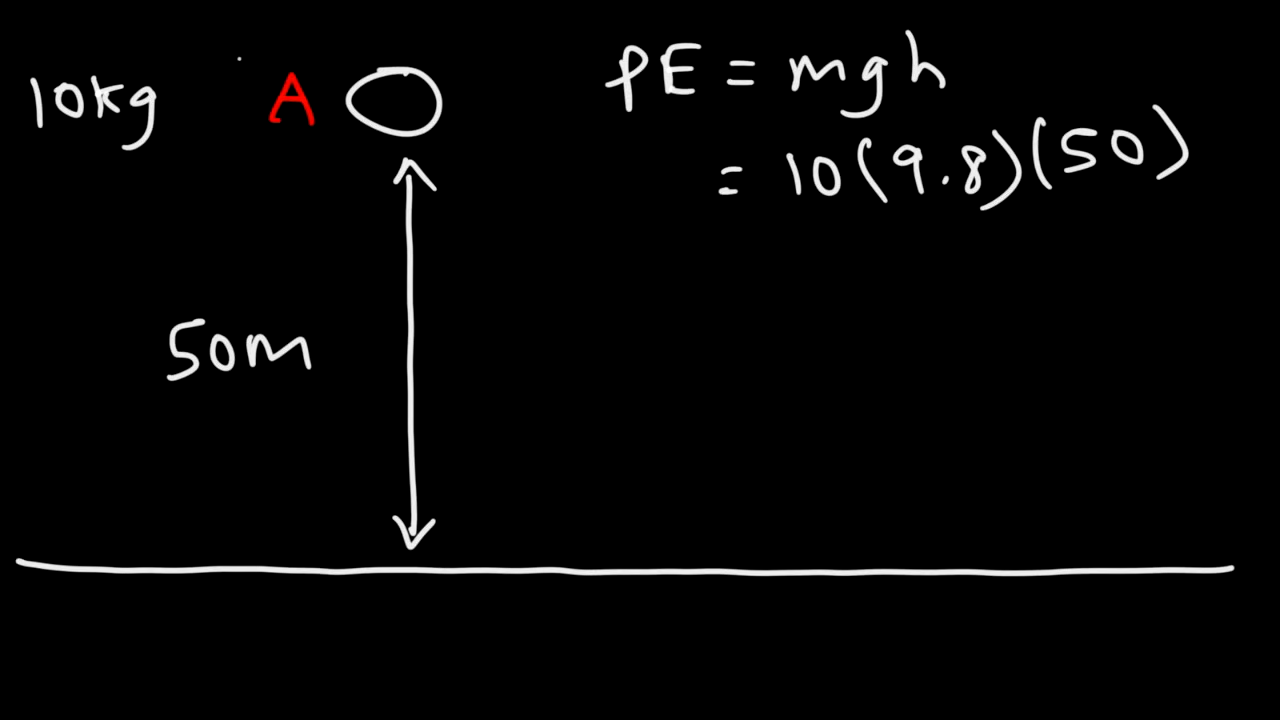 10kg A
PE = mgh
= 10(9.8)(50)
50m